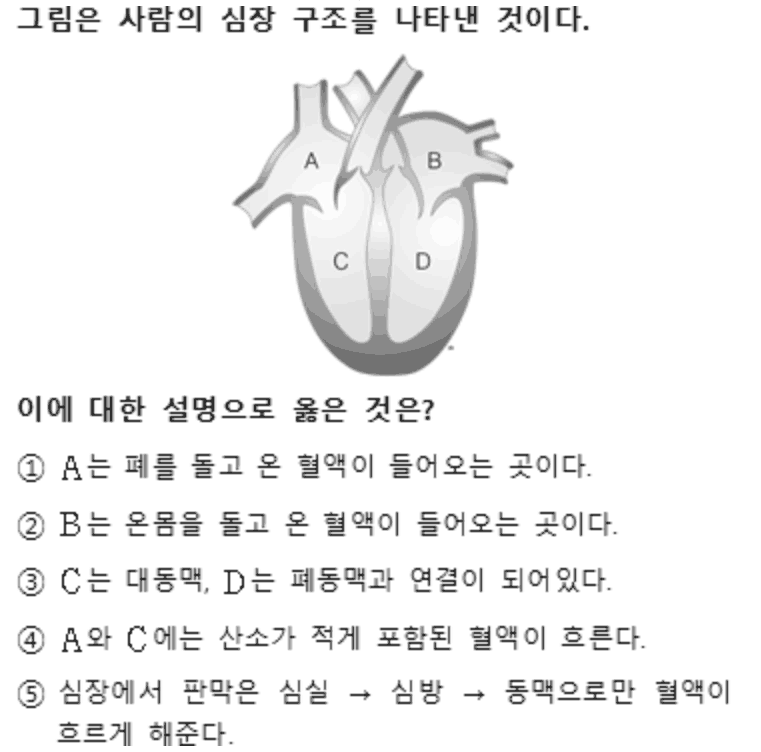 그림은 사람의 심장 구조를 나타낸 것이다.
A
B
C
D
이에 대한 설명으로 옳은 것은?
① A는 폐를 돌고 온 혈액이 들어오는 곳이다.
② B는 온몸을 돌고 온 혈액이 들어오는 곳이다.
③ C는 대동맥, D는 폐동맥과 연결이 되어있다.
④ A와 C에는 산소가 적게 포함된 혈액이 흐른다.
⑤ 심장에서 판막은 심실 → 심방 → 동맥으로만 혈액이
흐르게 해준다.